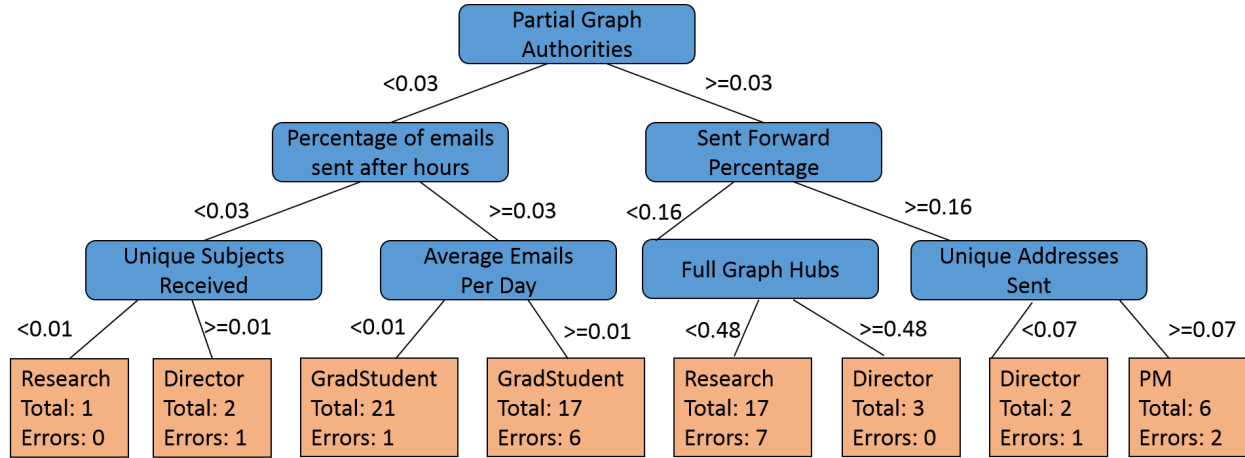 Partial Graph
Authorities
<0.03
>=0.03
Percentage of emails
sent after hours
Sent Forward
Percentage
<0.03
>=0.03
<0.16
>=0.16
Unique Subjects
Received
Average Emails
Per Day
Full Graph Hubs
Unique Addresses
Sent
<0.01
>=0.01
<0.01
>=0.01
<0.48
>=0.48
<0.07
>=0.07
Research
Total: 1
Errors: 0
Director
Total: 2
Errors: 1
GradStudent
Total: 21
Errors: 1
GradStudent
Total: 17
Errors: 6
Research
Total: 17
Errors: 7
Director
Total: 3
Errors: 0
Director
Total: 2
Errors: 1
PM
Total: 6
Errors: 2